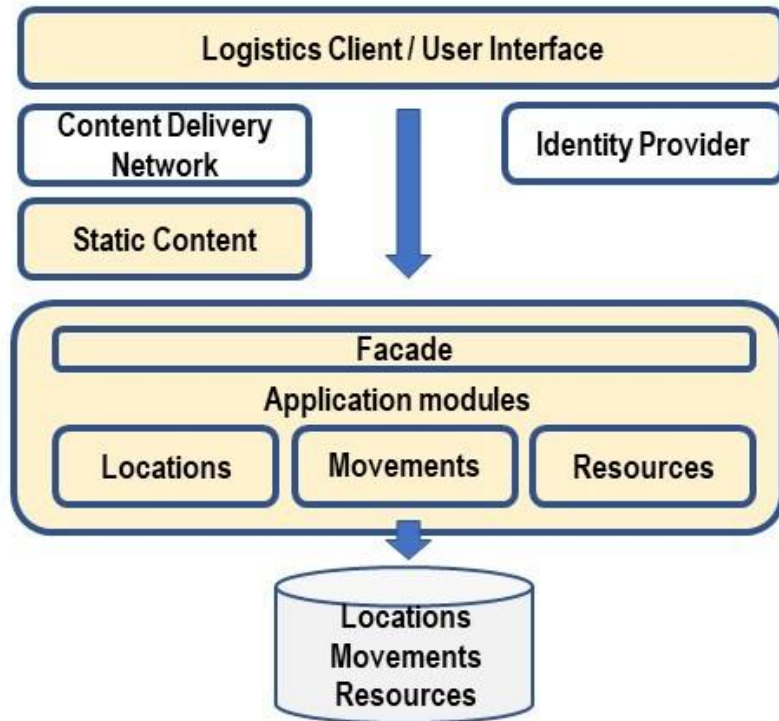 Logistics Client / User Interface
Content Delivery
Network
Identity Provider
Static Content
Facade
Application modules
Locations
Movements
Resources
Locations
Movements
Resources